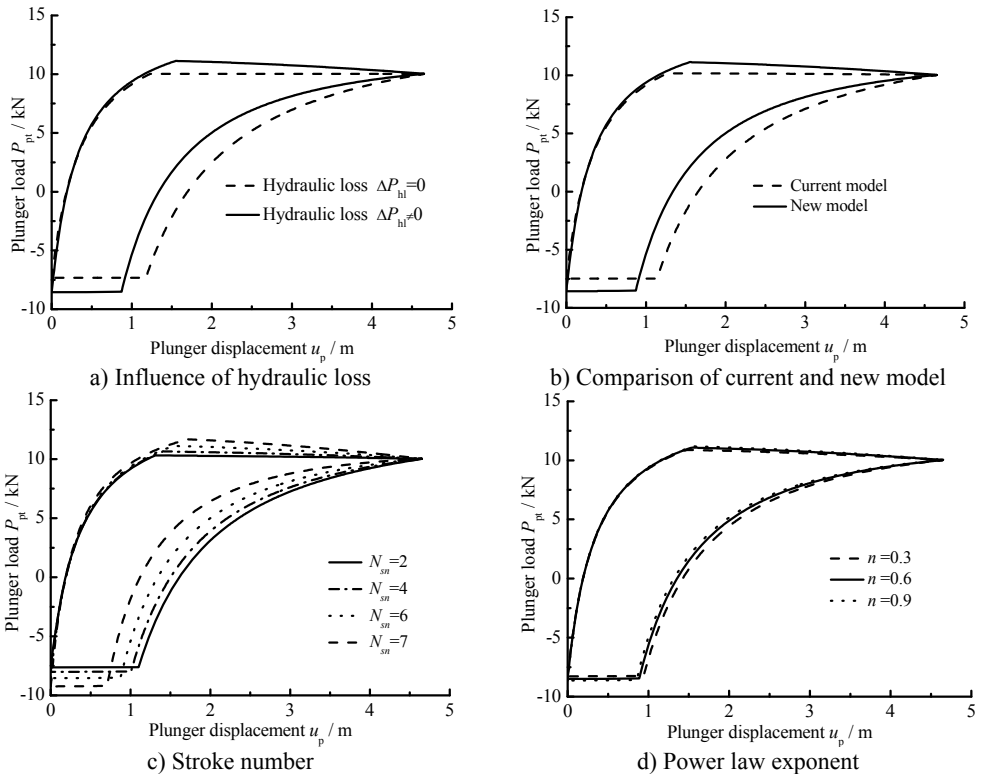 15
10
5
0
-5
-10
Plunger load P_pt / kN
Hydraulic loss ΔP_hl=0
Hydraulic loss ΔP_hl≠0
0 1 2 3 4 5
Plunger displacement u_p / m
a) Influence of hydraulic loss
15
10
5
0
-5
-10
Plunger load P_pt / kN
Current model
New model
0 1 2 3 4 5
Plunger displacement u_p / m
b) Comparison of current and new model
15
10
5
0
-5
-10
Plunger load P_pt / kN
N_sn=2
N_sn=4
N_sn=6
N_sn=7
0 1 2 3 4 5
Plunger displacement u_p / m
c) Stroke number
15
10
5
0
-5
-10
Plunger load P_pt / kN
n=0.3
n=0.6
n=0.9
0 1 2 3 4 5
Plunger displacement u_p / m
d) Power law exponent